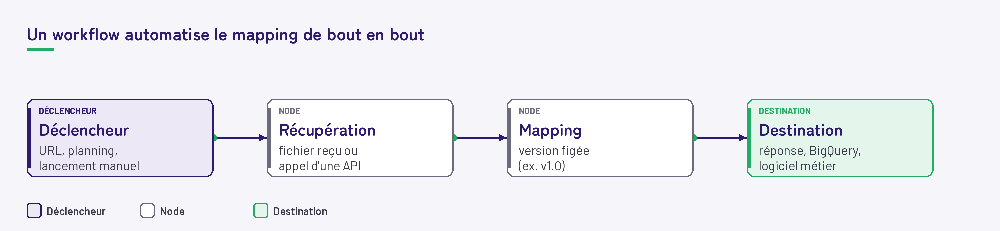 Un workflow automatise le mapping de bout en bout
DÉCLENCHEUR
Déclencheur
URL, planning,
lancement manuel
NODE
Récupération
fichier reçu ou
appel d'une API
NODE
Mapping
version figée
(ex. v1.0)
DESTINATION
Destination
réponse, BigQuery,
logiciel métier
Déclencheur
Node
Destination